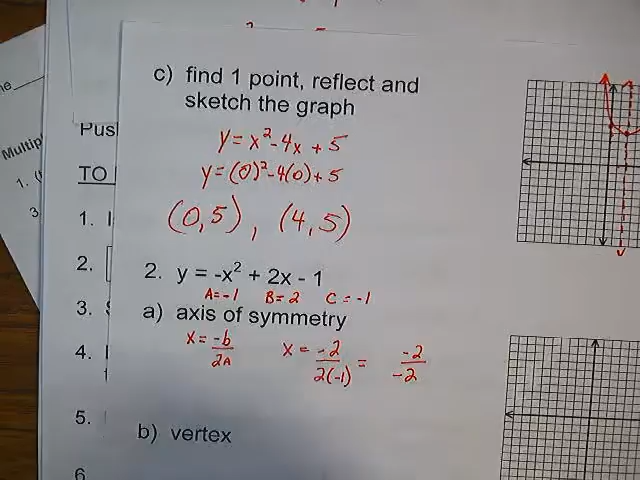 c) find 1 point, reflect and
sketch the graph
y = x² - 4x + 5
y = (0)² - 4(0) + 5
(0,5), (4,5)
2. y = -x² + 2x - 1
A = -1 B = 2 C = -1
a) axis of symmetry
x = -b/2A x = -2/2(-1) = -2/-2
b) vertex
Multip
1. (
3
Pus
TO
1.
2.
3.
4.
5.
6